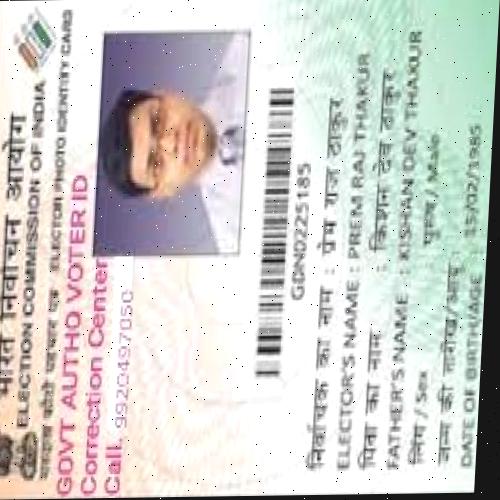 भारत निर्वाचन आयोग
ELECTION COMMISSION OF INDIA
ELECTOR PHOTO IDENTITY CARD
GOVT AUTHO VOTER ID
Correction Center
Call. 9920497050
GDN0225185
निर्वाचक का नाम : प्रेम राज ठाकुर
ELECTOR'S NAME : PREM RAJ THAKUR
पिता का नाम : किशन देव ठाकुर
FATHER'S NAME : KISHAN DEV THAKUR
लिंग / Sex पुरुष / Male
जन्म की तारीख/आयु
DATE OF BIRTH/AGE : 15/02/1985